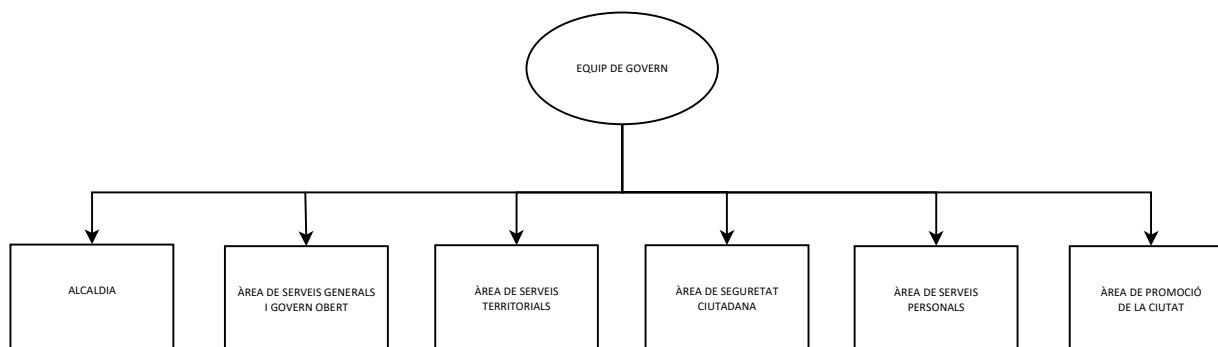 EQUIP DE GOVERN
ALCALDIA
ÀREA DE SERVEIS GENERALS
I GOVERN OBERT
ÀREA DE SERVEIS
TERRITORIALS
ÀREA DE SEGURETAT
CIUTADANA
ÀREA DE SERVEIS
PERSONALS
ÀREA DE PROMOCIÓ
DE LA CIUTAT